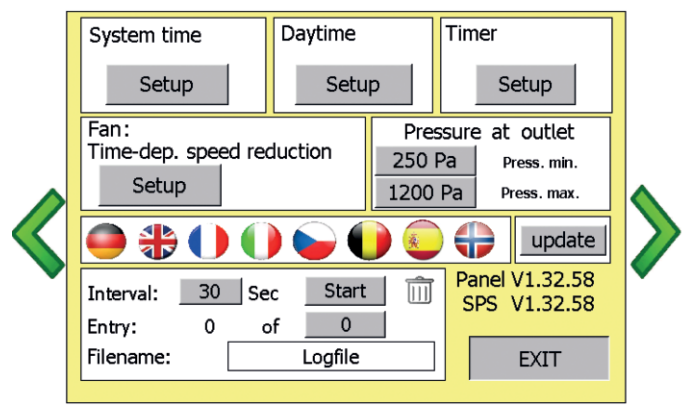 System time
Setup
Daytime
Setup
Timer
Setup
Fan:
Time-dep. speed reduction
Setup
Pressure at outlet
250 Pa Press. min.
1200 Pa Press. max.
update
Interval: 30 Sec Start
Entry: 0 of 0
Filename: Logfile
Panel V1.32.58
SPS V1.32.58
EXIT